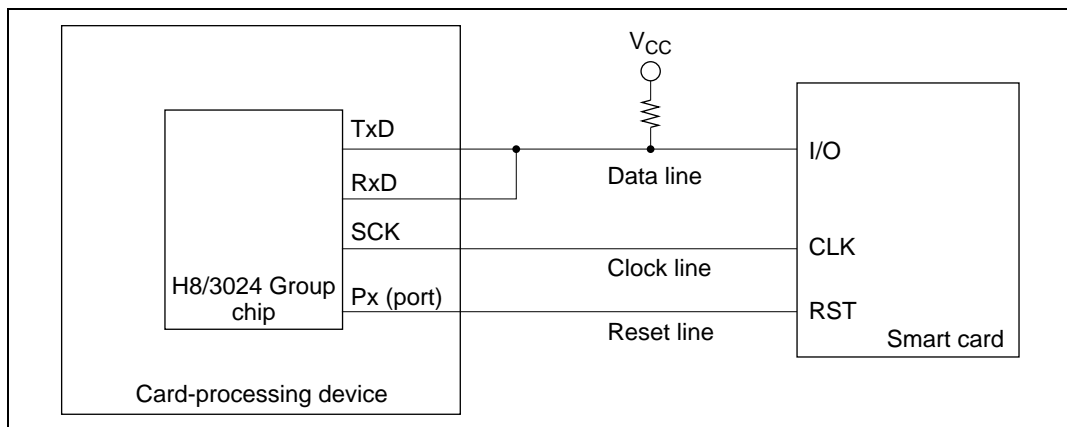 VCC
TxD
I/O
Data line
RxD
SCK
CLK
Clock line
H8/3024 Group
chip
Px (port)
RST
Reset line
Smart card
Card-processing device